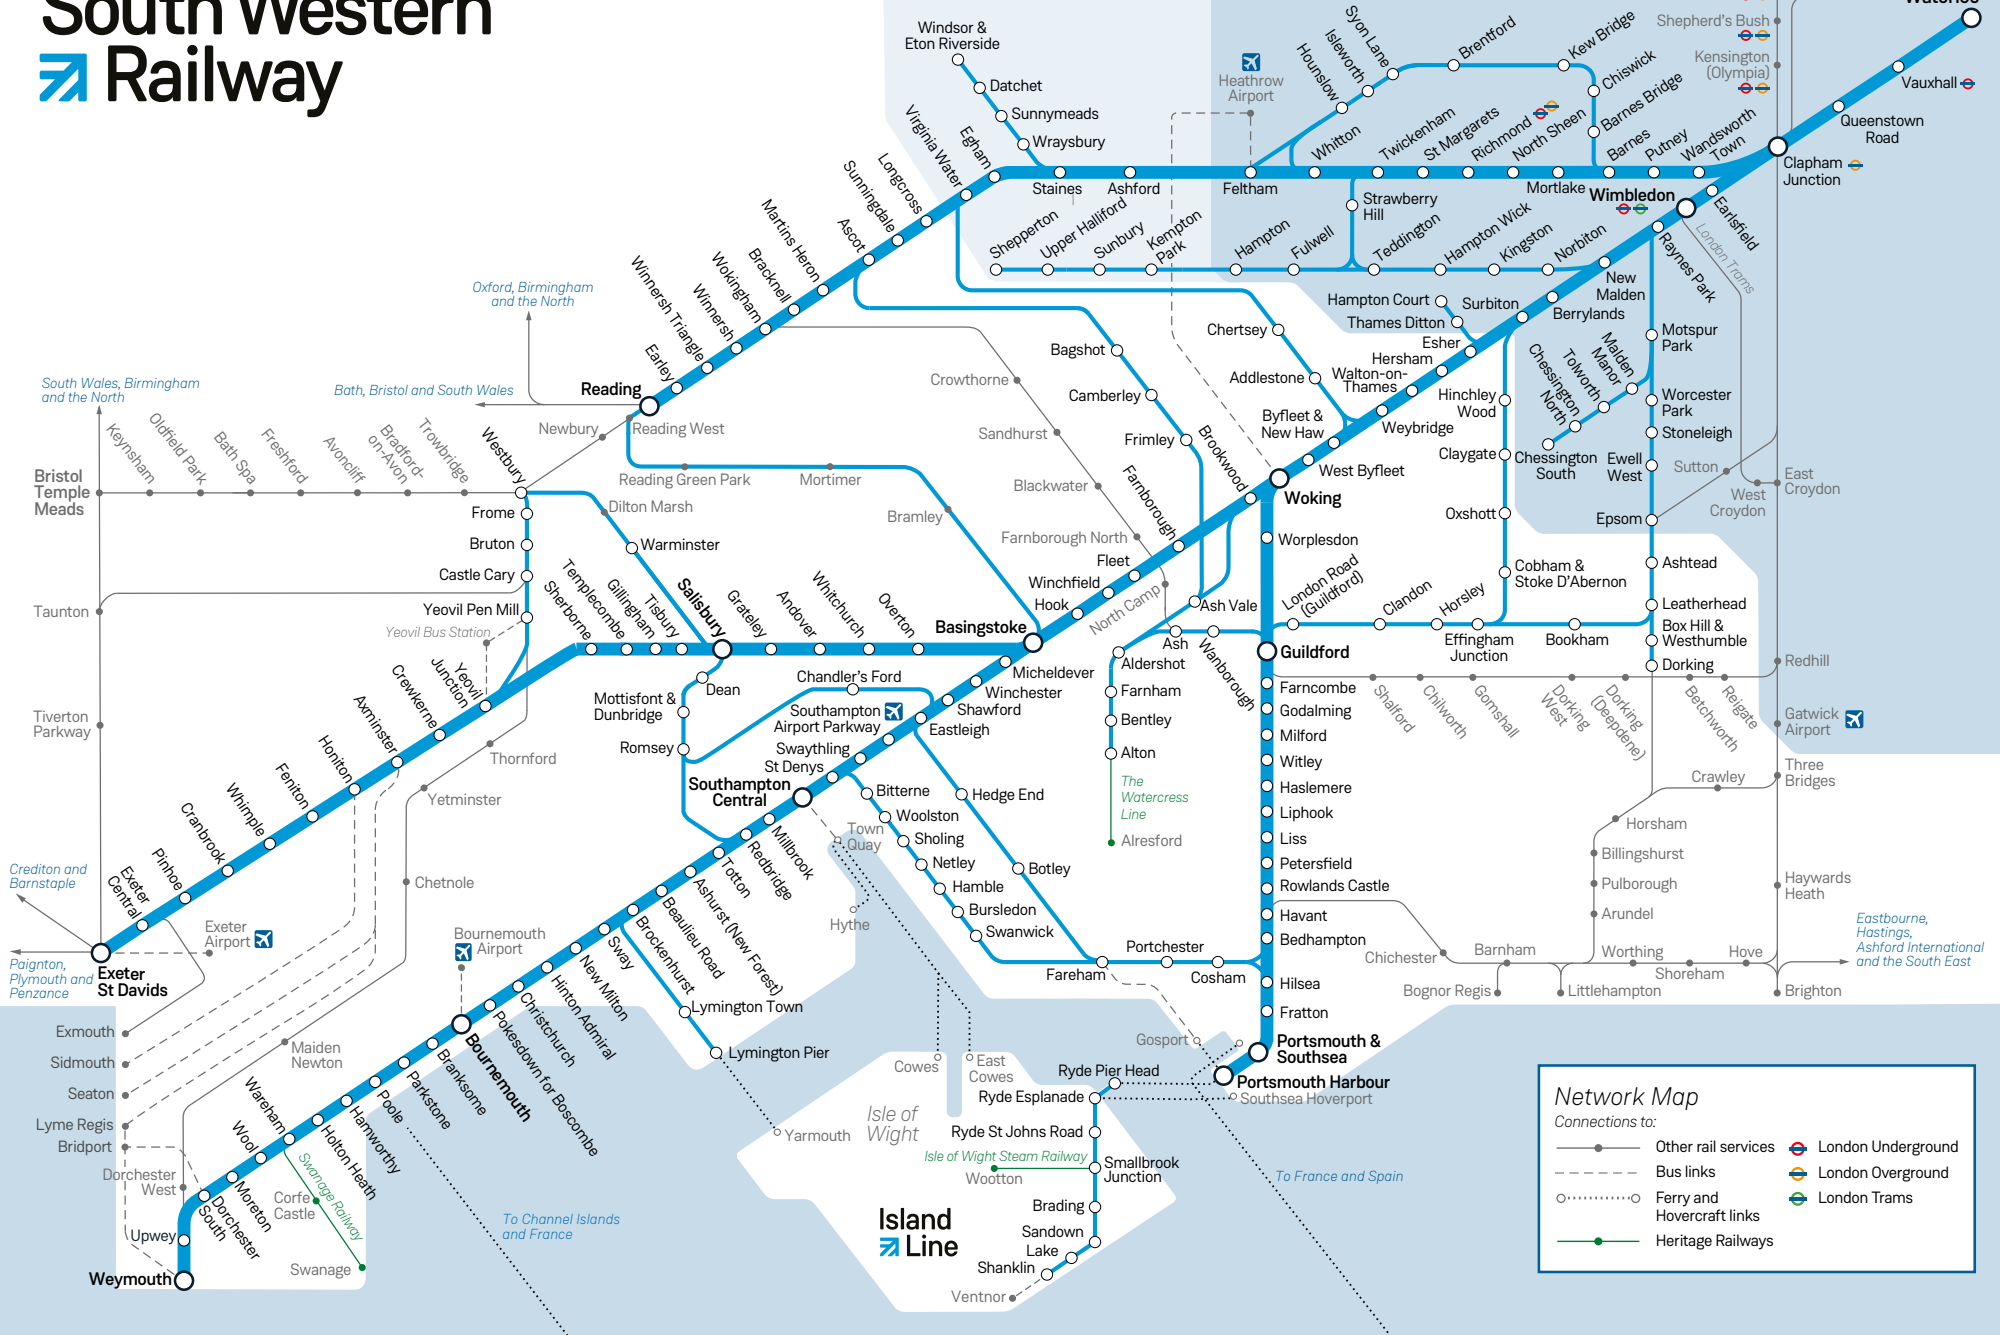 South Western
Railway
Windsor &
Eton Riverside
Datchet
Sunnymeads
Wraysbury
Heathrow
Airport
Hounslow
Isleworth
Syon Lane
Brentford
Kew Bridge
Chiswick
Barnes Bridge
Shepherd's Bush
Kensington
(Olympia)
Waterloo
Vauxhall
Queenstown
Road
Clapham
Junction
Virginia Water
Egham
Staines
Ashford
Feltham
Whitton
Twickenham
St Margarets
Richmond
North Sheen
Mortlake
Barnes
Putney
Wandsworth
Town
Wimbledon
Earlsfield
London Trams
Raynes Park
Strawberry
Hill
Shepperton
Upper Halliford
Sunbury
Kempton
Park
Hampton
Fulwell
Teddington
Hampton Wick
Kingston
Norbiton
New
Malden
Berrylands
Surbiton
Hampton Court
Thames Ditton
Esher
Hersham
Walton-on-
Thames
Weybridge
Byfleet &
New Haw
West Byfleet
Longcross
Sunningdale
Ascot
Martins Heron
Bracknell
Wokingham
Winnersh
Winnersh Triangle
Earley
Reading
Oxford, Birmingham
and the North
Bath, Bristol and South Wales
South Wales, Birmingham
and the North
Newbury
Reading West
Reading Green Park
Mortimer
Bramley
Crowthorne
Sandhurst
Blackwater
Farnborough North
North Camp
Bagshot
Camberley
Frimley
Chertsey
Addlestone
Motspur
Park
Malden
Manor
Tolworth
Chessington
North
Chessington
South
Worcester
Park
Stoneleigh
Ewell
West
Epsom
Sutton
West
Croydon
East
Croydon
Hinchley
Wood
Claygate
Oxshott
Cobham &
Stoke D'Abernon
Ashtead
Leatherhead
Box Hill &
Westhumble
Dorking
Bristol
Temple
Meads
Keynsham
Oldfield Park
Bath Spa
Freshford
Avoncliff
Bradford-
on-Avon
Trowbridge
Westbury
Frome
Bruton
Castle Cary
Yeovil Pen Mill
Yeovil Bus Station
Dilton Marsh
Warminster
Taunton
Tiverton
Parkway
Brookwood
Woking
Farnborough
Fleet
Winchfield
Hook
Basingstoke
Worplesdon
London Road
(Guildford)
Clandon
Horsley
Effingham
Junction
Bookham
Guildford
Ash Vale
Ash
Wanborough
Aldershot
Farnham
Bentley
Alton
The
Watercress
Line
Alresford
Sherborne
Templecombe
Gillingham
Tisbury
Salisbury
Grateley
Andover
Whitchurch
Overton
Yeovil
Junction
Crewkerne
Axminster
Honiton
Feniton
Whimple
Cranbrook
Pinhoe
Exeter
Central
Exeter
St Davids
Crediton and
Barnstaple
Paignton,
Plymouth and
Penzance
Exeter
Airport
Thornford
Yetminster
Chetnole
Maiden
Newton
Dean
Mottisfont &
Dunbridge
Romsey
Chandler's Ford
Southampton
Airport Parkway
Micheldever
Winchester
Shawford
Eastleigh
Swaythling
St Denys
Southampton
Central
Millbrook
Redbridge
Totton
Ashurst (New Forest)
Beaulieu Road
Brockenhurst
Sway
New Milton
Hinton Admiral
Christchurch
Pokesdown for Boscombe
Bournemouth
Bournemouth
Airport
Branksome
Parkstone
Poole
Hamworthy
Holton Heath
Wareham
Wool
Moreton
Dorchester
South
Dorchester
West
Upwey
Weymouth
Swanage Railway
Corfe
Castle
Swanage
Exmouth
Sidmouth
Seaton
Lyme Regis
Bridport
Bitterne
Woolston
Sholing
Netley
Hamble
Bursledon
Swanwick
Hedge End
Botley
Fareham
Portchester
Cosham
Town
Quay
Hythe
Lymington Town
Lymington Pier
Yarmouth
Farncombe
Godalming
Milford
Witley
Haslemere
Liphook
Liss
Petersfield
Rowlands Castle
Havant
Bedhampton
Hilsea
Fratton
Portsmouth &
Southsea
Portsmouth Harbour
Southsea Hoverport
Gosport
Shalford
Chilworth
Gomshall
Dorking
West
Dorking
(Deepdene)
Betchworth
Reigate
Redhill
Gatwick
Airport
Three
Bridges
Crawley
Horsham
Billingshurst
Pulborough
Arundel
Haywards
Heath
Chichester
Barnham
Bognor Regis
Littlehampton
Worthing
Shoreham
Hove
Brighton
Eastbourne,
Hastings,
Ashford International
and the South East
Cowes
East
Cowes
Isle of
Wight
Ryde Pier Head
Ryde Esplanade
Ryde St Johns Road
Isle of Wight Steam Railway
Wootton
Smallbrook
Junction
Brading
Sandown
Lake
Shanklin
Ventnor
Island
Line
To Channel Islands
and France
To France and Spain
Network Map
Connections to:
Other rail services
Bus links
Ferry and
Hovercraft links
Heritage Railways
London Underground
London Overground
London Trams